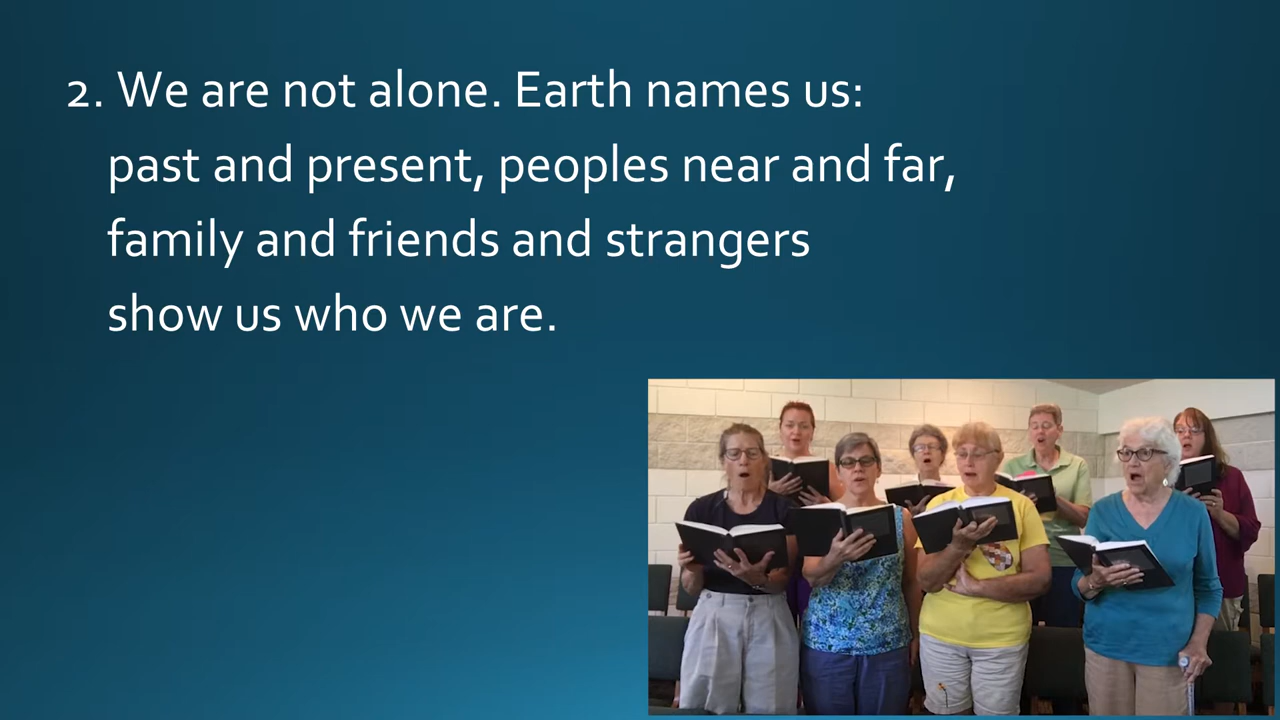 2. We are not alone. Earth names us:
past and present, peoples near and far,
family and friends and strangers
show us who we are.